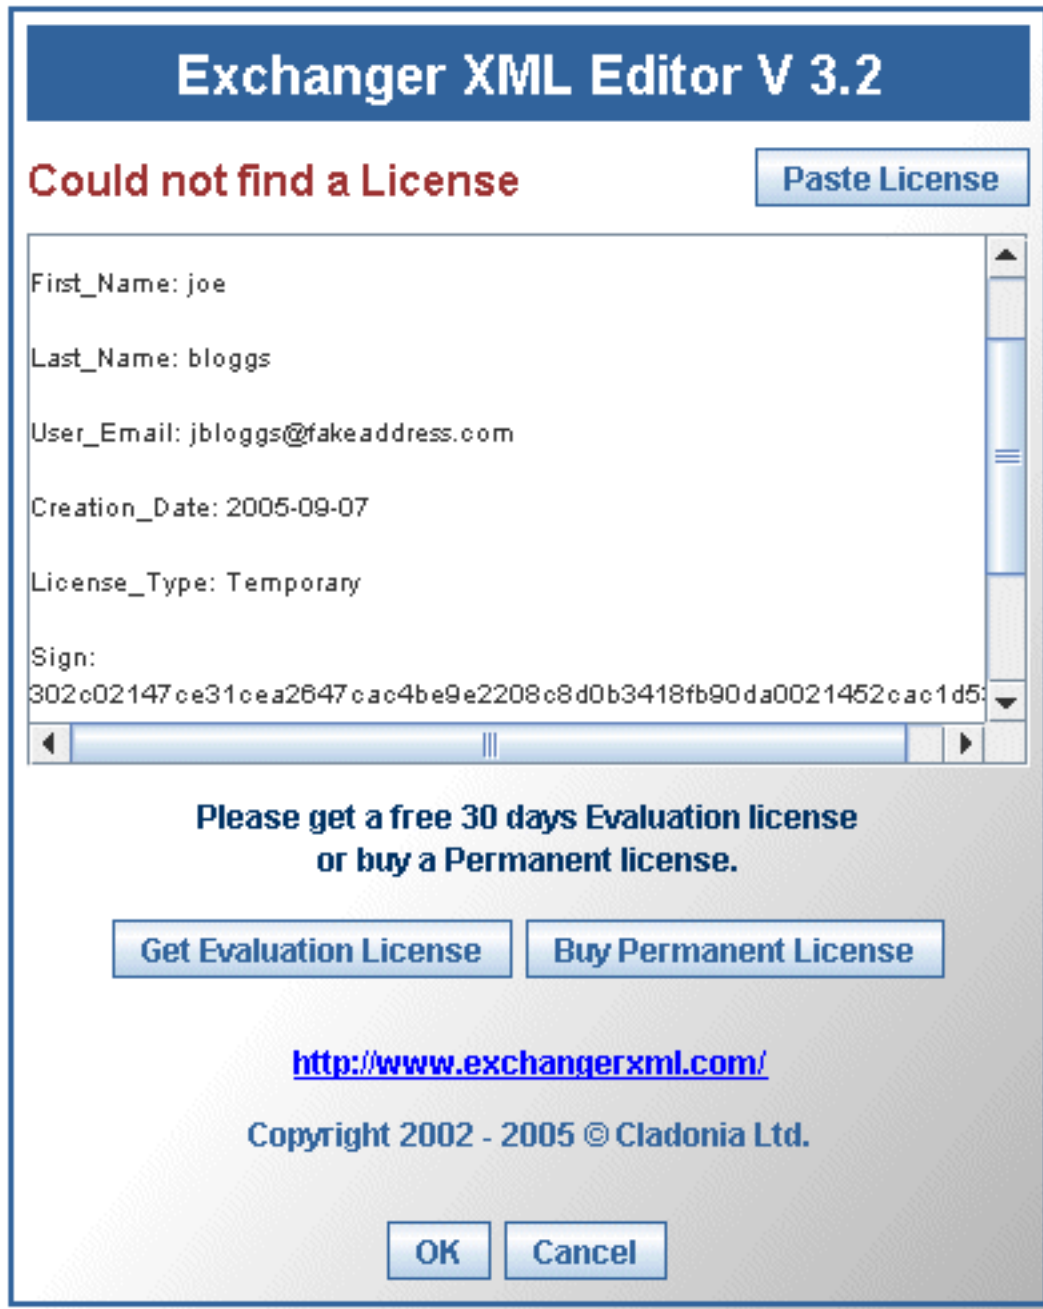 Exchanger XML Editor V 3.2
Could not find a License
Paste License
First_Name: joe
Last_Name: bloggs
User_Email: jbloggs@fakeaddress.com
Creation_Date: 2005-09-07
License_Type: Temporary
Sign:
302c02147ce31cea2647cac4be9e2208c8d0b3418fb90da0021452cac1d5
Please get a free 30 days Evaluation license
or buy a Permanent license.
Get Evaluation License
Buy Permanent License
http://www.exchangerxml.com/
Copyright 2002 - 2005 © Cladonia Ltd.
OK
Cancel